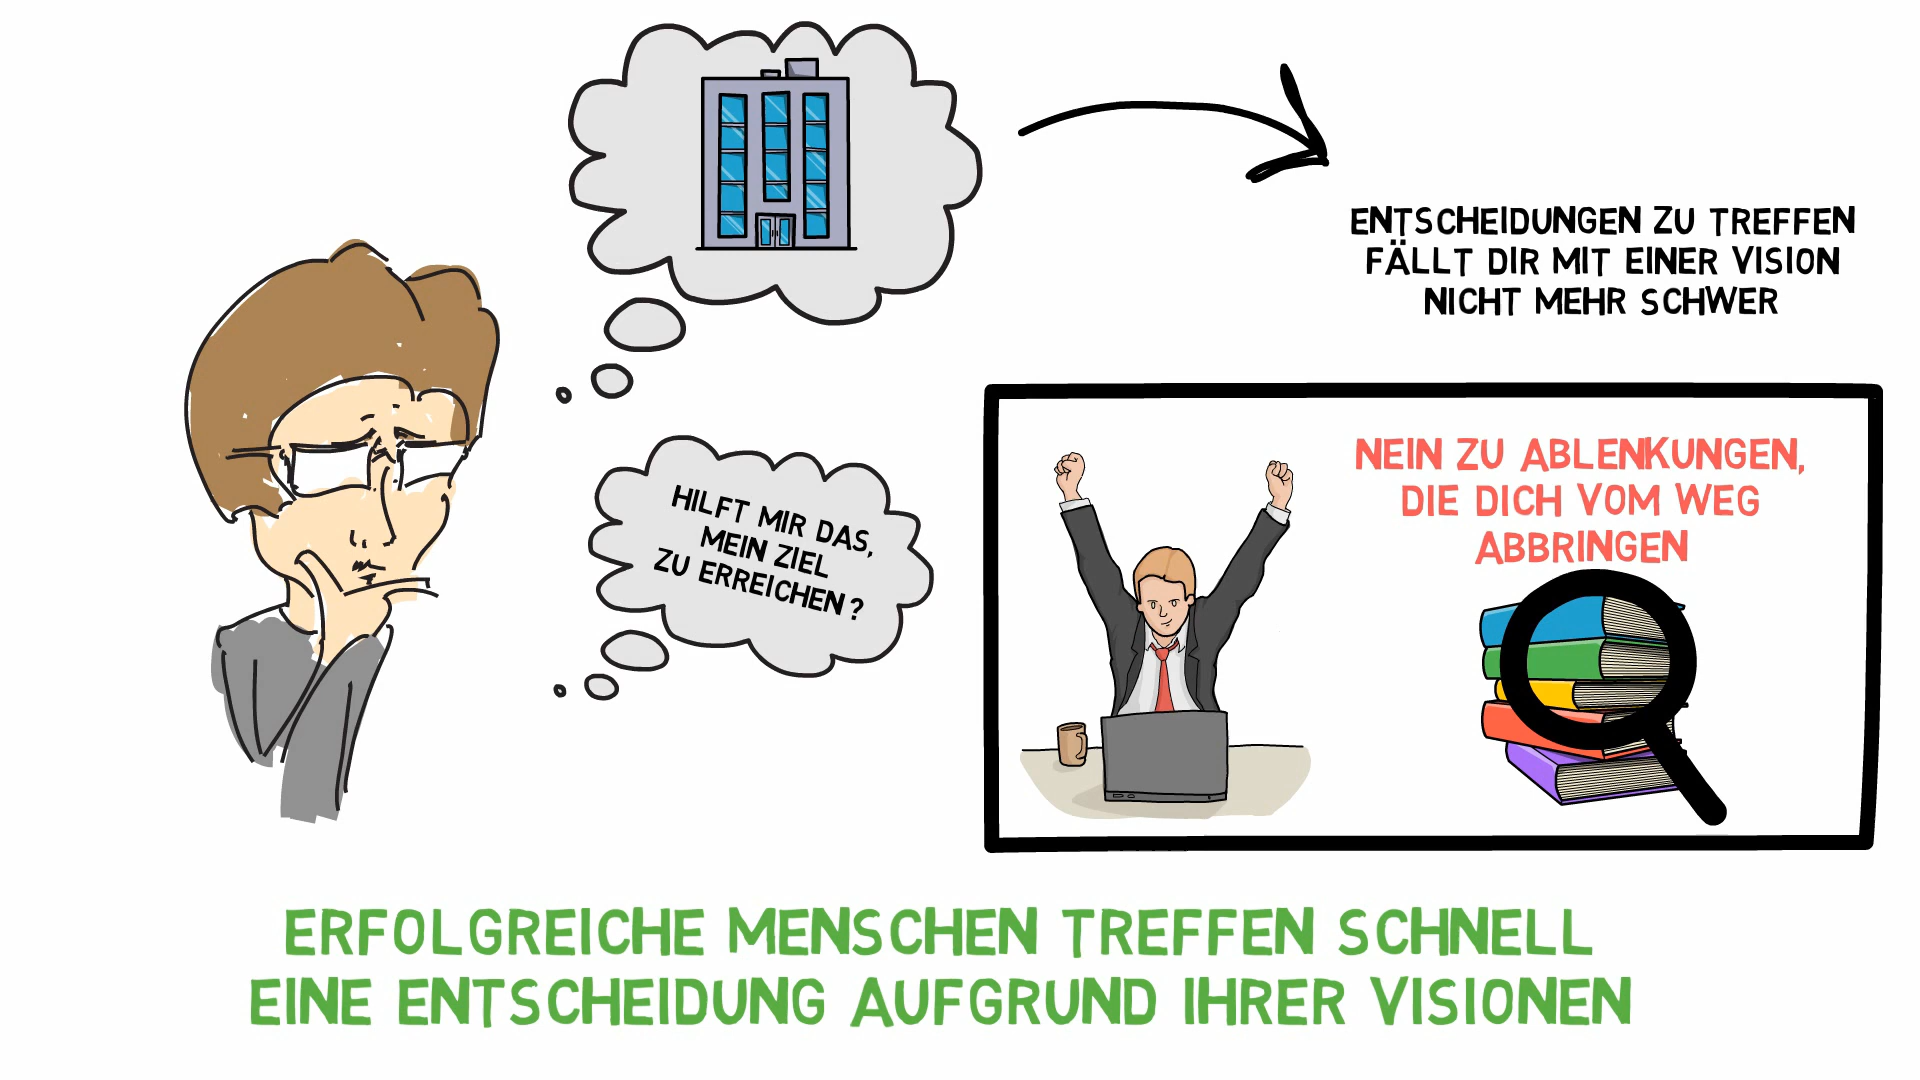 ENTSCHEIDUNGEN ZU TREFFEN
FÄLLT DIR MIT EINER VISION
NICHT MEHR SCHWER
HILFT MIR DAS,
MEIN ZIEL
ZU ERREICHEN?
NEIN ZU ABLENKUNGEN,
DIE DICH VOM WEG
ABBRINGEN
ERFOLGREICHE MENSCHEN TREFFEN SCHNELL
EINE ENTSCHEIDUNG AUFGRUND IHRER VISIONEN